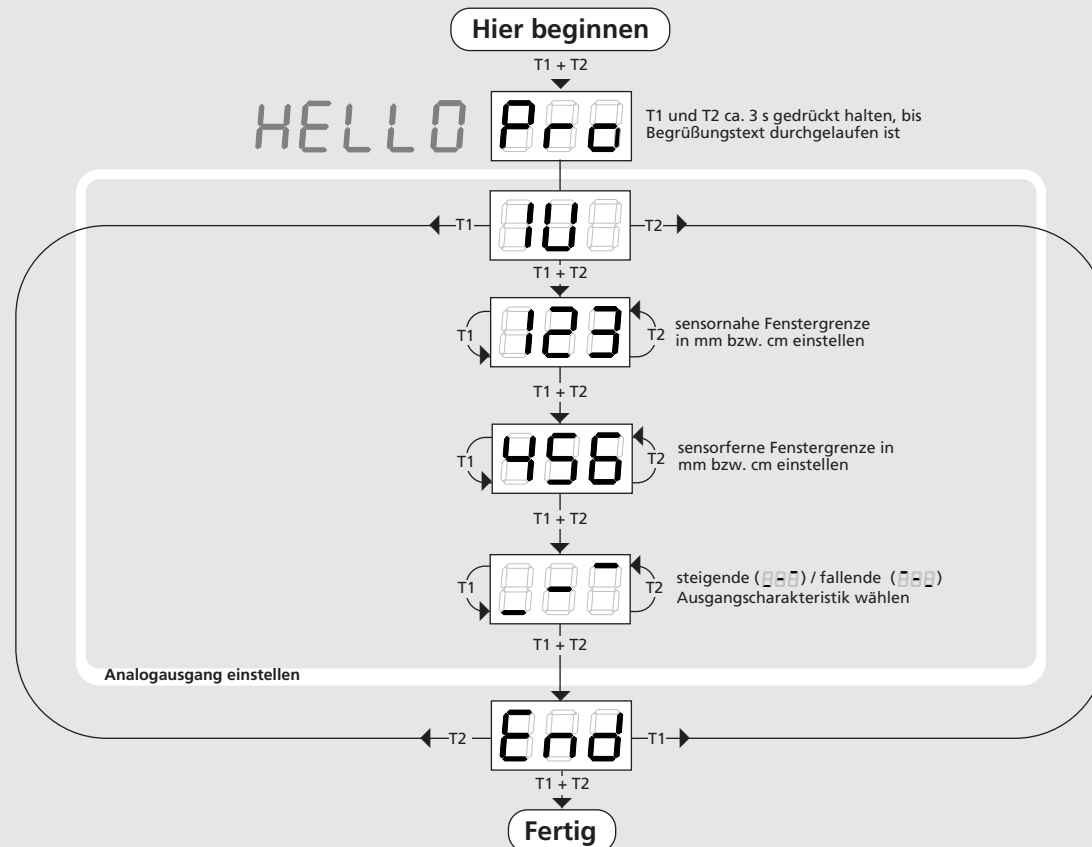 Hier beginnen
T1 + T2
HELLO Pro
T1 und T2 ca. 3 s gedrückt halten, bis
Begrüßungstext durchgelaufen ist
T1 IU T2
T1 + T2
T1 123 T2
sensornahe Fenstergrenze
in mm bzw. cm einstellen
T1 + T2
T1 456 T2
sensorferne Fenstergrenze in
mm bzw. cm einstellen
T1 + T2
T1 _-¯ T2
steigende (_-¯) / fallende (¯-_)
Ausgangscharakteristik wählen
T1 + T2
Analogausgang einstellen
T2 End T1
T1 + T2
Fertig